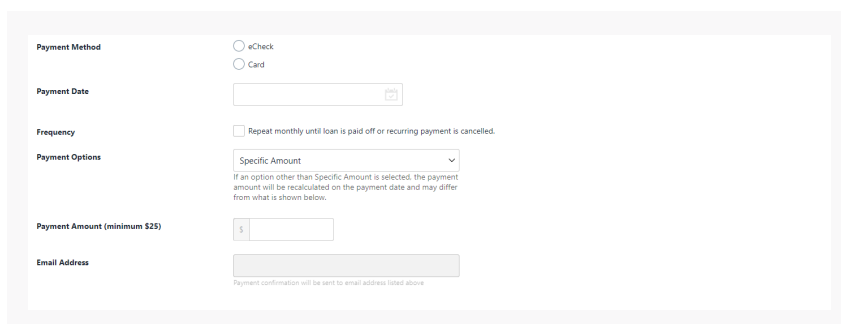 Payment Method
eCheck
Card
Payment Date
Frequency
Repeat monthly until loan is paid off or recurring payment is cancelled.
Payment Options
Specific Amount
If an option other than Specific Amount is selected, the payment
amount will be recalculated on the payment date and may differ
from what is shown below.
Payment Amount (minimum $25)
$
Email Address
Payment confirmation will be sent to email address listed above